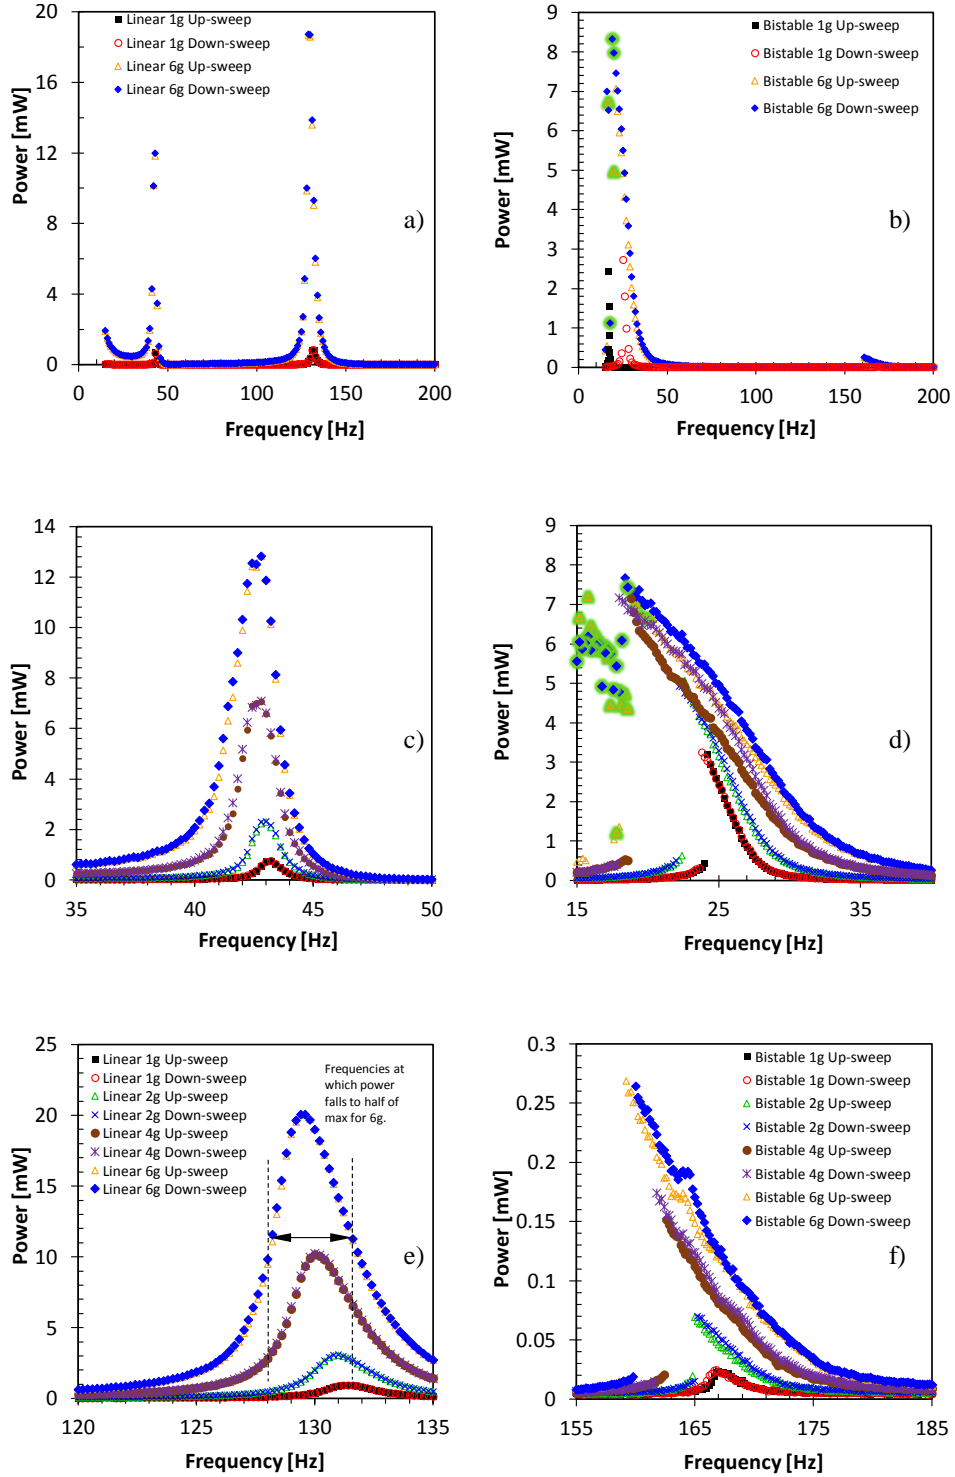 Linear 1g Up-sweep
Linear 1g Down-sweep
Linear 6g Up-sweep
Linear 6g Down-sweep
20
16
12
8
4
0
0 50 100 150 200
Power [mW]
Frequency [Hz]
a)
Bistable 1g Up-sweep
Bistable 1g Down-sweep
Bistable 6g Up-sweep
Bistable 6g Down-sweep
9
8
7
6
5
4
3
2
1
0
0 50 100 150 200
Power [mW]
Frequency [Hz]
b)
14
12
10
8
6
4
2
0
35 40 45 50
Power [mW]
Frequency [Hz]
c)
9
8
7
6
5
4
3
2
1
0
15 25 35
Power [mW]
Frequency [Hz]
d)
Linear 1g Up-sweep
Linear 1g Down-sweep
Linear 2g Up-sweep
Linear 2g Down-sweep
Linear 4g Up-sweep
Linear 4g Down-sweep
Linear 6g Up-sweep
Linear 6g Down-sweep
Frequencies at
which power
falls to half of
max for 6g.
25
20
15
10
5
0
120 125 130 135
Power [mW]
Frequency [Hz]
e)
Bistable 1g Up-sweep
Bistable 1g Down-sweep
Bistable 2g Up-sweep
Bistable 2g Down-sweep
Bistable 4g Up-sweep
Bistable 4g Down-sweep
Bistable 6g Up-sweep
Bistable 6g Down-sweep
0.3
0.25
0.2
0.15
0.1
0.05
0
155 165 175 185
Power [mW]
Frequency [Hz]
f)